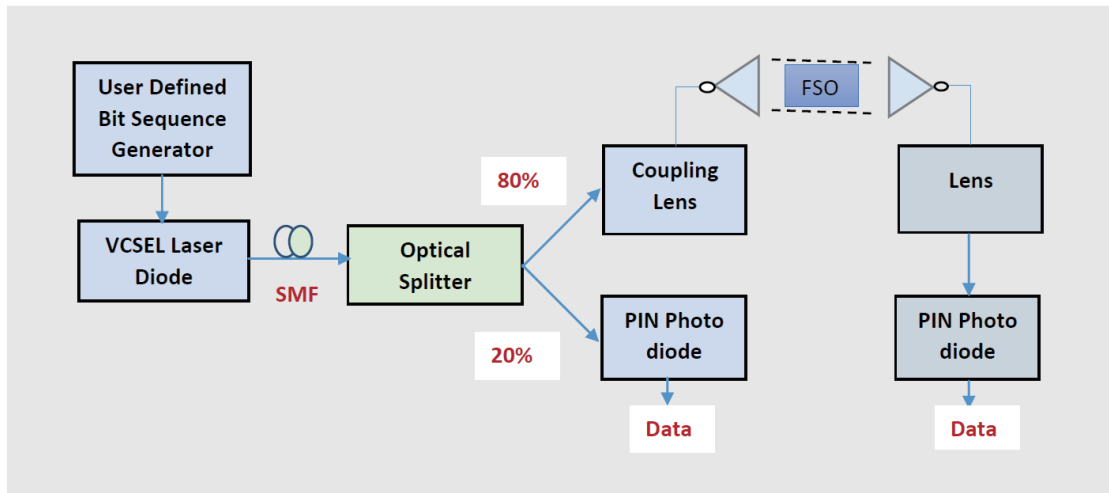 User Defined
Bit Sequence
Generator
VCSEL Laser
Diode
SMF
Optical
Splitter
80%
20%
Coupling
Lens
PIN Photo
diode
Data
FSO
Lens
PIN Photo
diode
Data